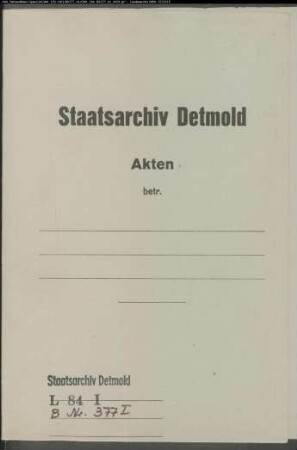 Staatsarchiv Detmold
Akten
betr.
Staatsarchiv Detmold
L 84 I
B Nr. 377 I